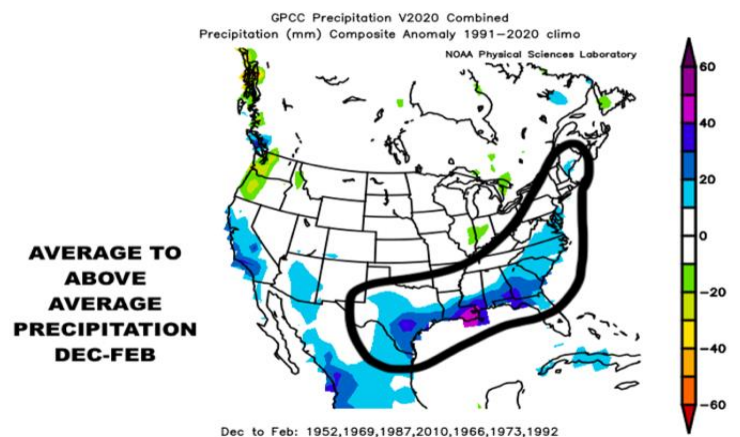 GPCC Precipitation V2020 Combined
Precipitation (mm) Composite Anomaly 1991-2020 climo
NOAA Physical Sciences Laboratory
AVERAGE TO
ABOVE
AVERAGE
PRECIPITATION
DEC-FEB
60
40
20
0
-20
-40
-60
Dec to Feb: 1952,1969,1987,2010,1966,1973,1992